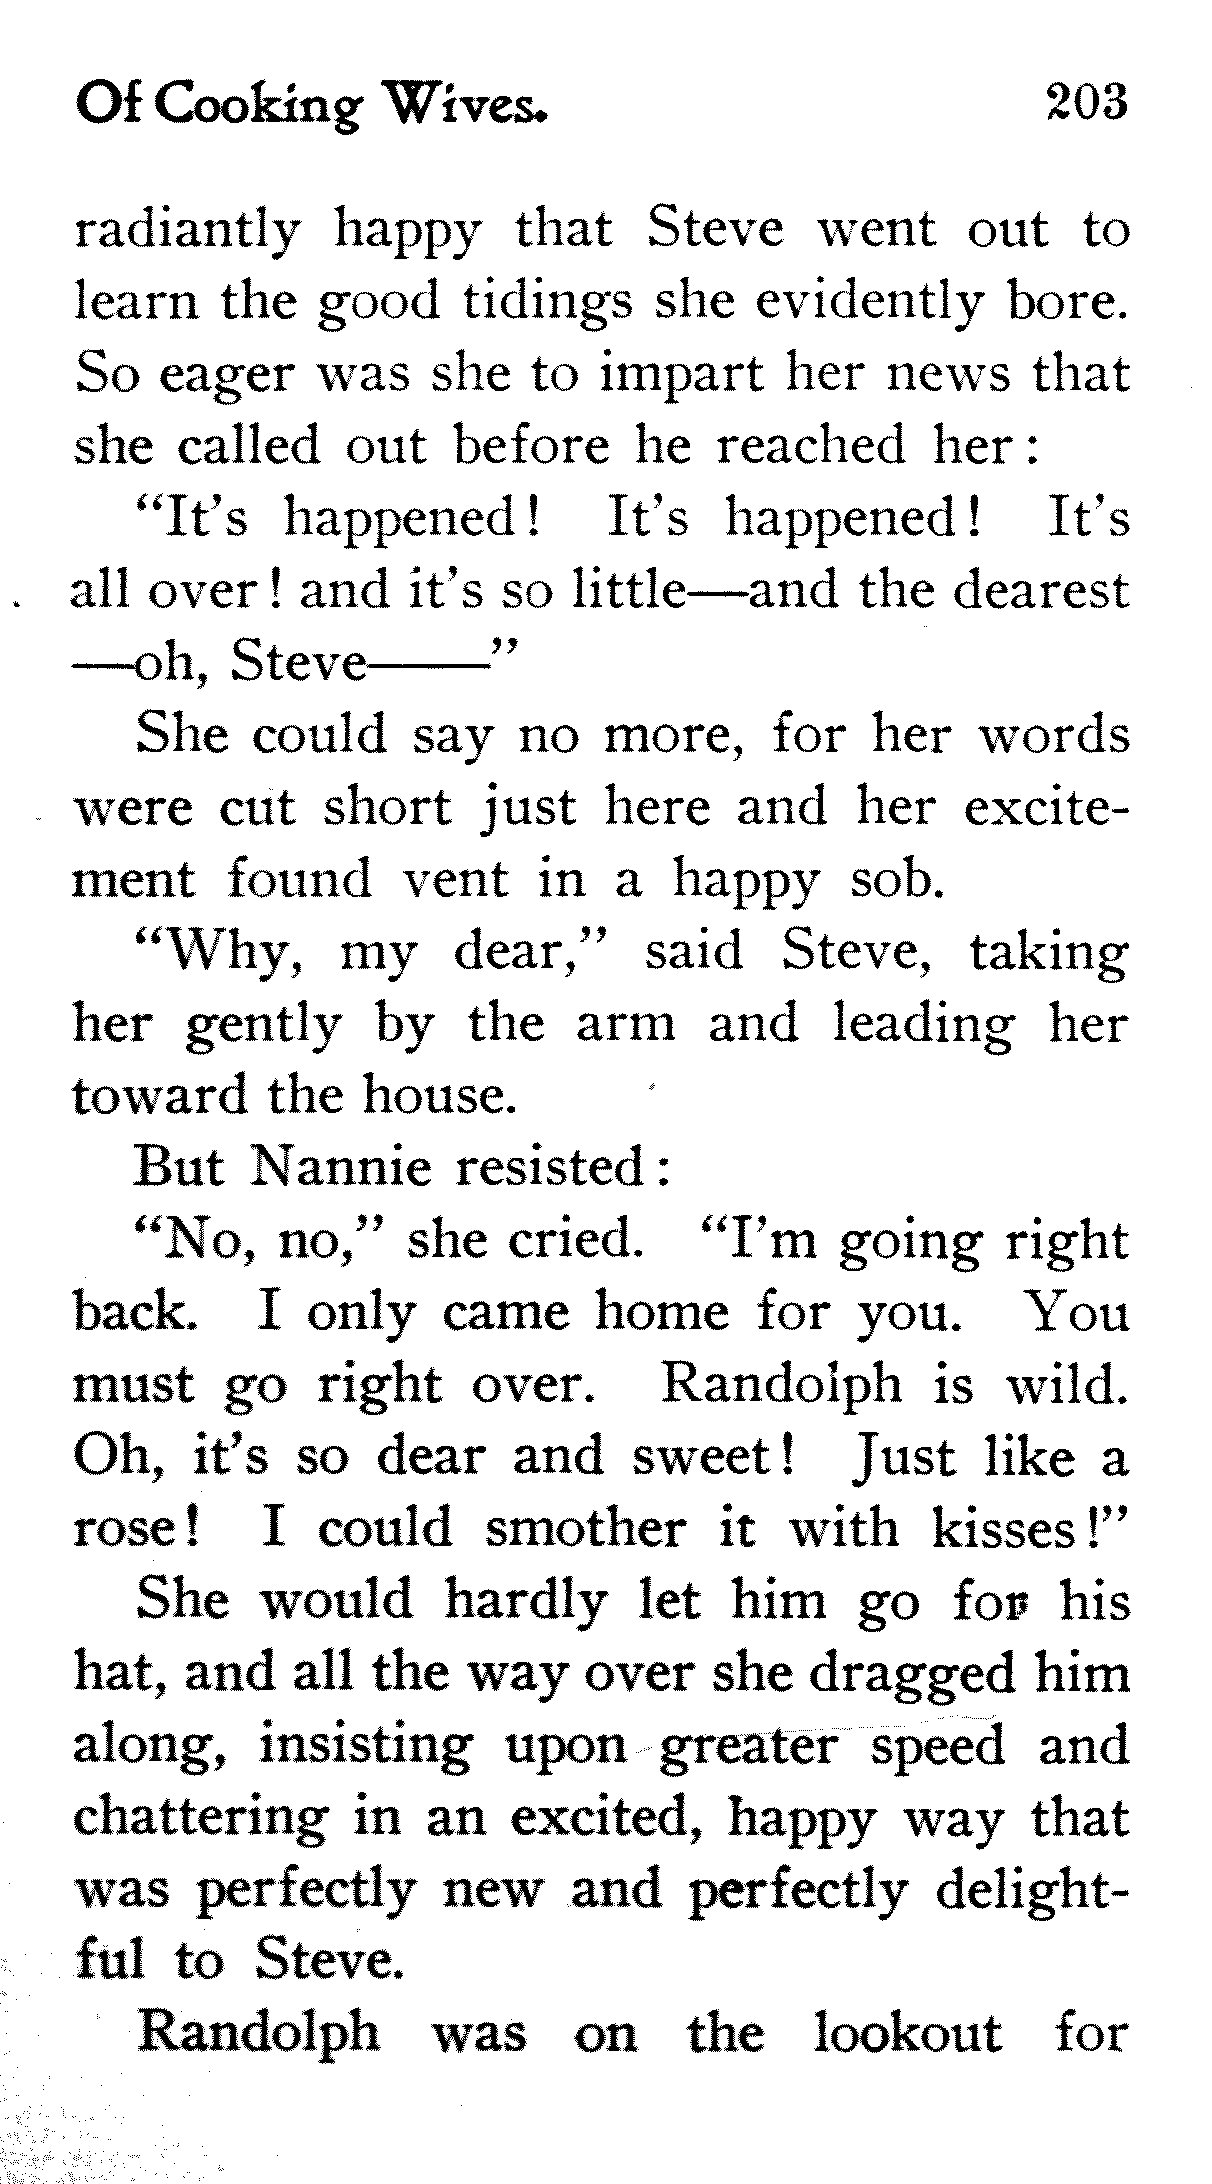 Of Cooking Wives. 203
radiantly happy that Steve went out to
learn the good tidings she evidently bore.
So eager was she to impart her news that
she called out before he reached her:
“It’s happened! It’s happened! It’s
all over! and it’s so little—and the dearest
—oh, Steve——”
She could say no more, for her words
were cut short just here and her excite-
ment found vent in a happy sob.
“Why, my dear,” said Steve, taking
her gently by the arm and leading her
toward the house.
But Nannie resisted:
“No, no,” she cried. “I’m going right
back. I only came home for you. You
must go right over. Randolph is wild.
Oh, it’s so dear and sweet! Just like a
rose! I could smother it with kisses!”
She would hardly let him go for his
hat, and all the way over she dragged him
along, insisting upon greater speed and
chattering in an excited, happy way that
was perfectly new and perfectly delight-
ful to Steve.
Randolph was on the lookout for